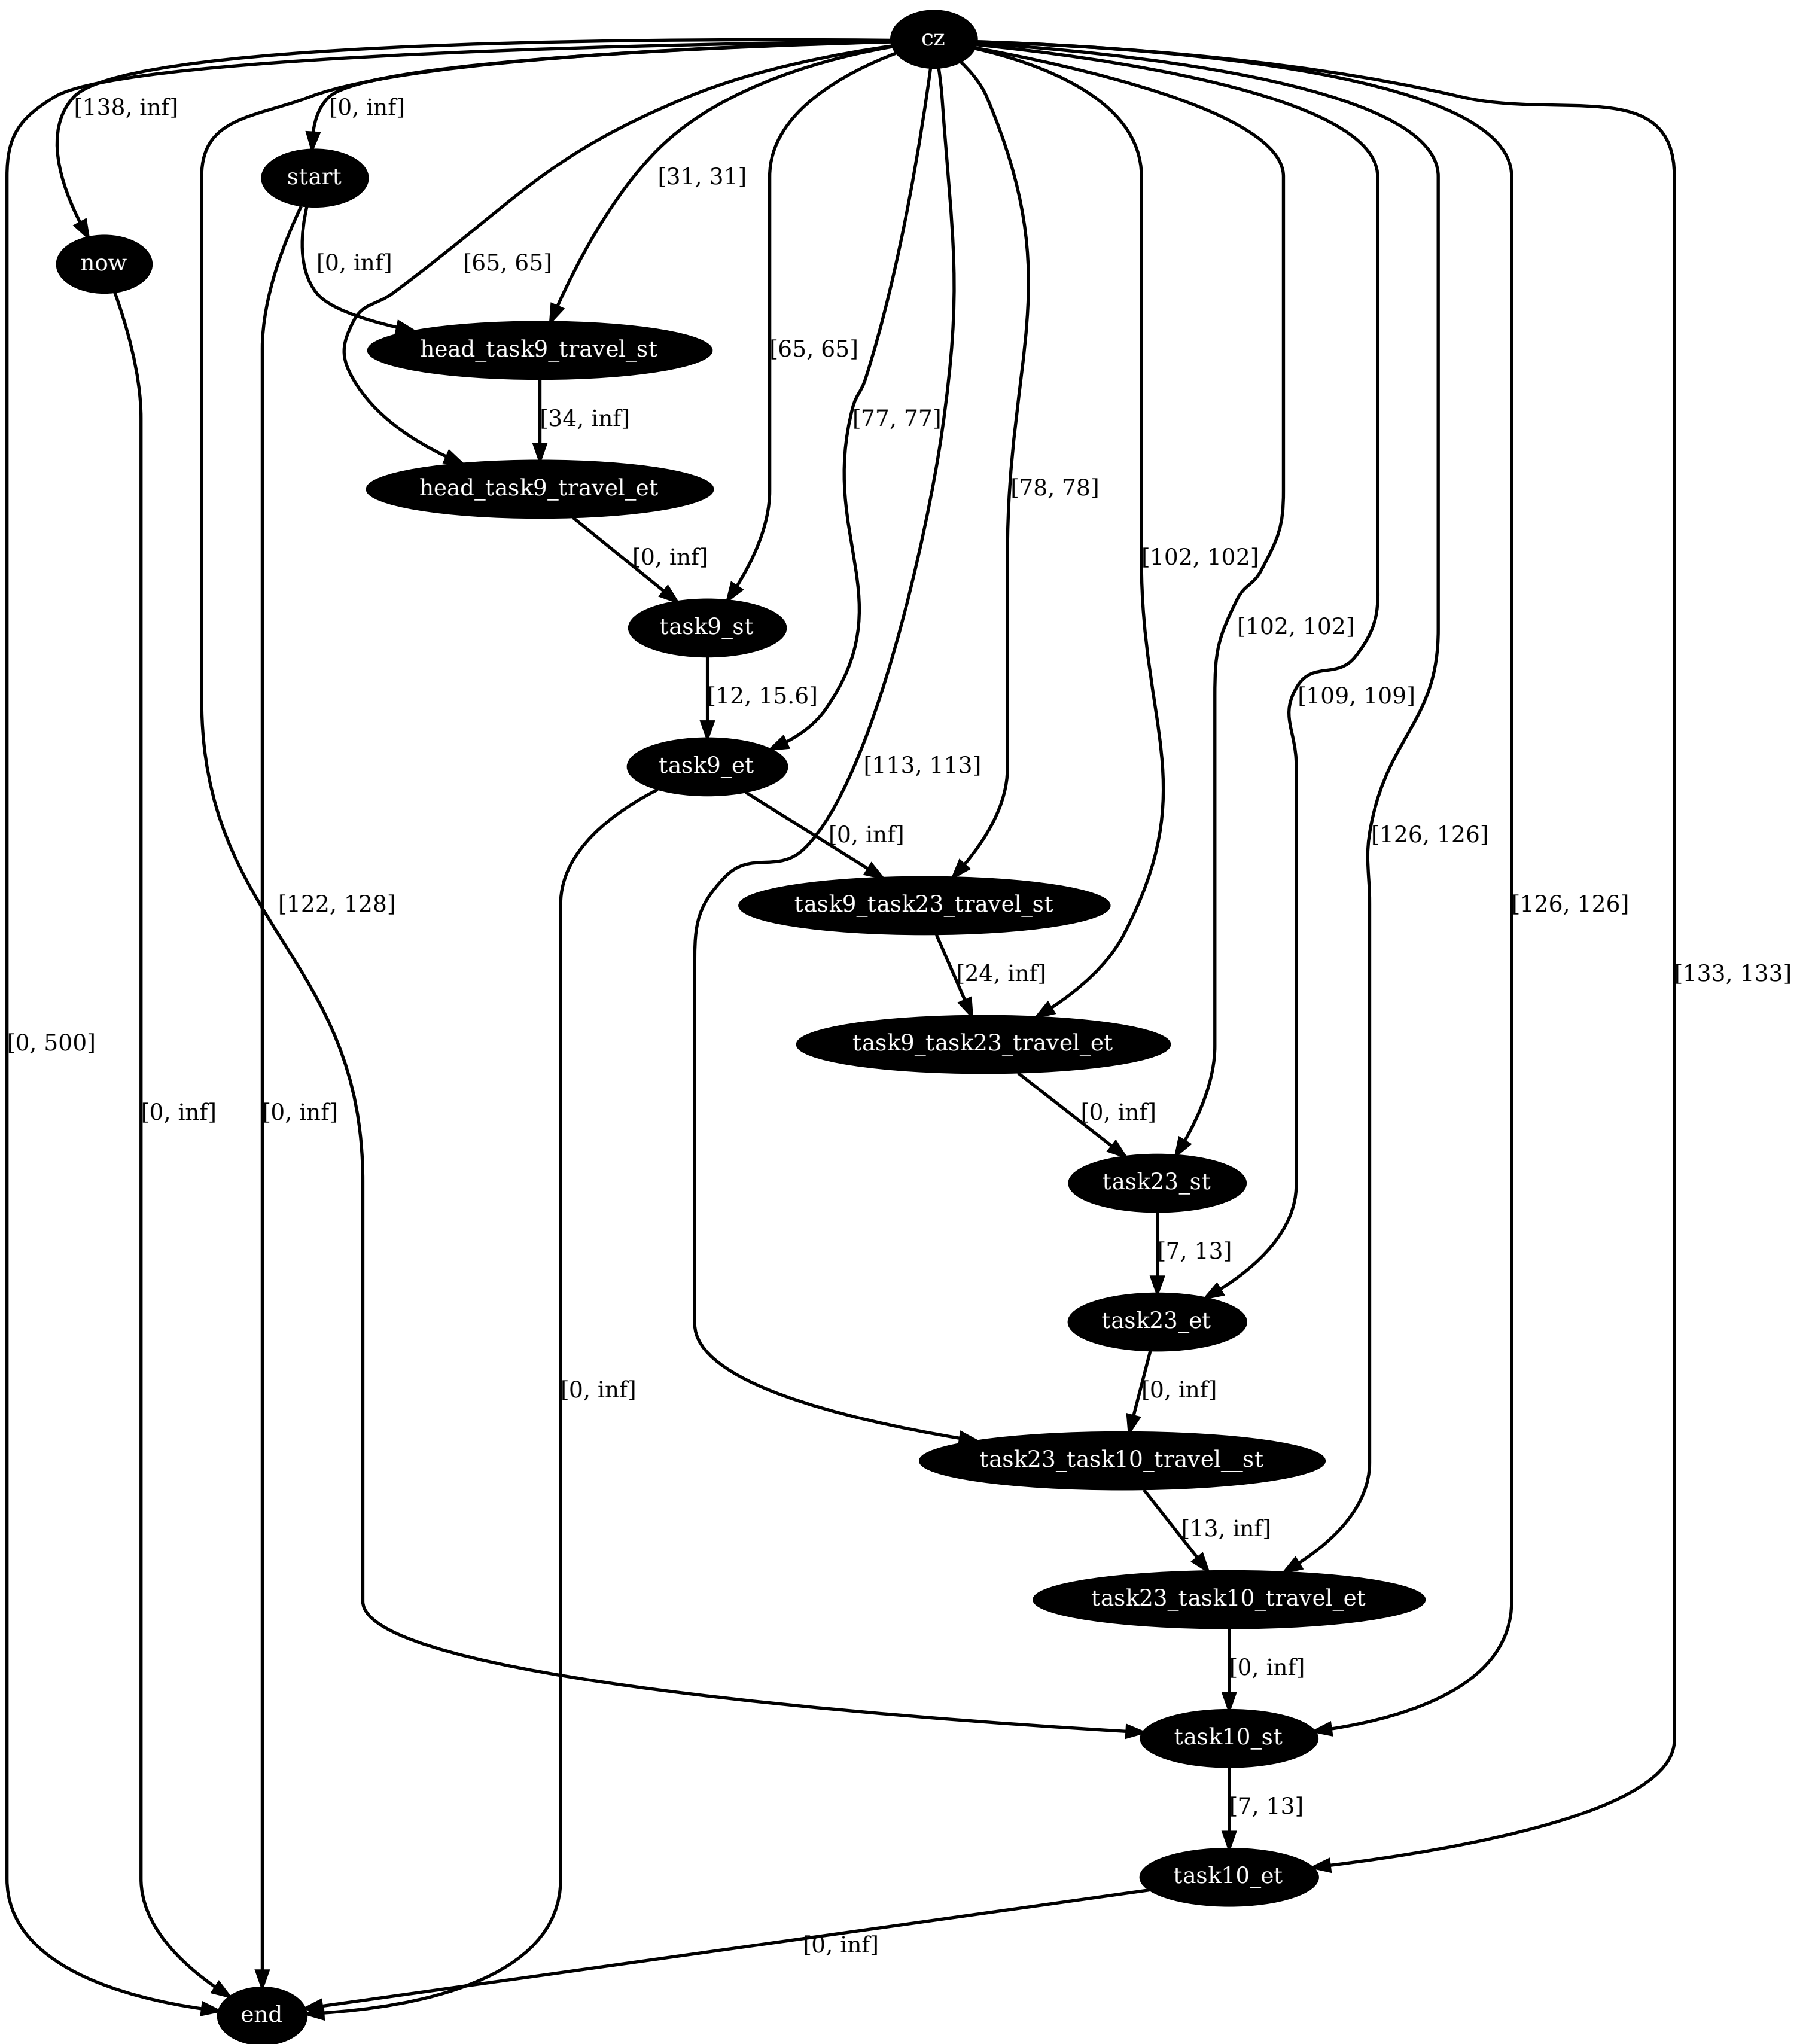 cz
[138, inf]
[0, inf]
start
[31, 31]
now
[0, inf]
[65, 65]
head_task9_travel_st
[65, 65]
[34, inf]
[77, 77]
head_task9_travel_et
[78, 78]
[0, inf]
[102, 102]
task9_st
[102, 102]
[12, 15.6]
[109, 109]
task9_et
[113, 113]
[0, inf]
[126, 126]
task9_task23_travel_st
[122, 128]
[126, 126]
[24, inf]
[133, 133]
task9_task23_travel_et
[0, 500]
[0, inf]
[0, inf]
[0, inf]
task23_st
[7, 13]
task23_et
[0, inf]
[0, inf]
task23_task10_travel__st
[13, inf]
task23_task10_travel_et
[0, inf]
task10_st
[7, 13]
task10_et
[0, inf]
end